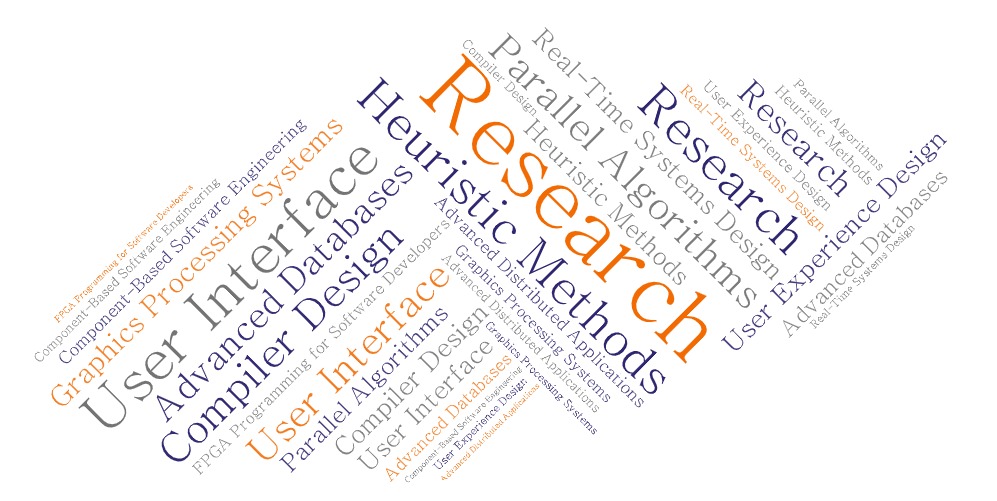 FPGA Programming for Software Developers
Component-Based Software Engineering
Component-Based Software Engineering
Graphics Processing Systems
User Interface
Advanced Databases
Compiler Design
FPGA Programming for Software Developers
User Interface
Parallel Algorithms
Compiler Design
User Interface
Advanced Databases
Component-Based Software Engineering
User Experience Design
Advanced Distributed Applications
Graphics Processing Systems
Advanced Distributed Applications
Graphics Processing Systems
Advanced Distributed Applications
Heuristic Methods
Research
Compiler Design
Heuristic Methods
Parallel Algorithms
Real-Time Systems Design
Research
Real-Time Systems Design
User Experience Design
Research
Heuristic Methods
Parallel Algorithms
User Experience Design
Advanced Databases
Real-Time Systems Design